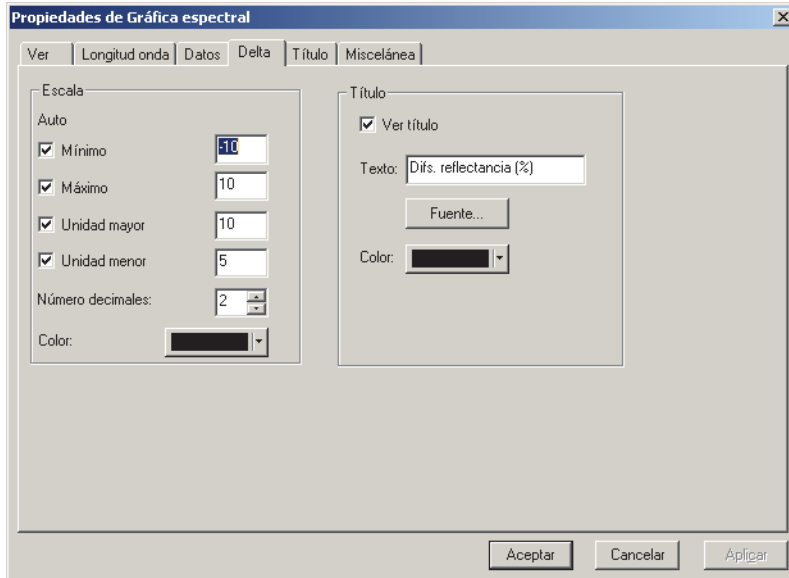 Propiedades de Gráfica espectral
Ver Longitud onda Datos Delta Título Miscelánea
Escala
Auto
Mínimo -10
Máximo 10
Unidad mayor 10
Unidad menor 5
Número decimales: 2
Color:
Título
Ver título
Texto: Difs. reflectancia (%)
Fuente...
Color:
Aceptar Cancelar Aplicar